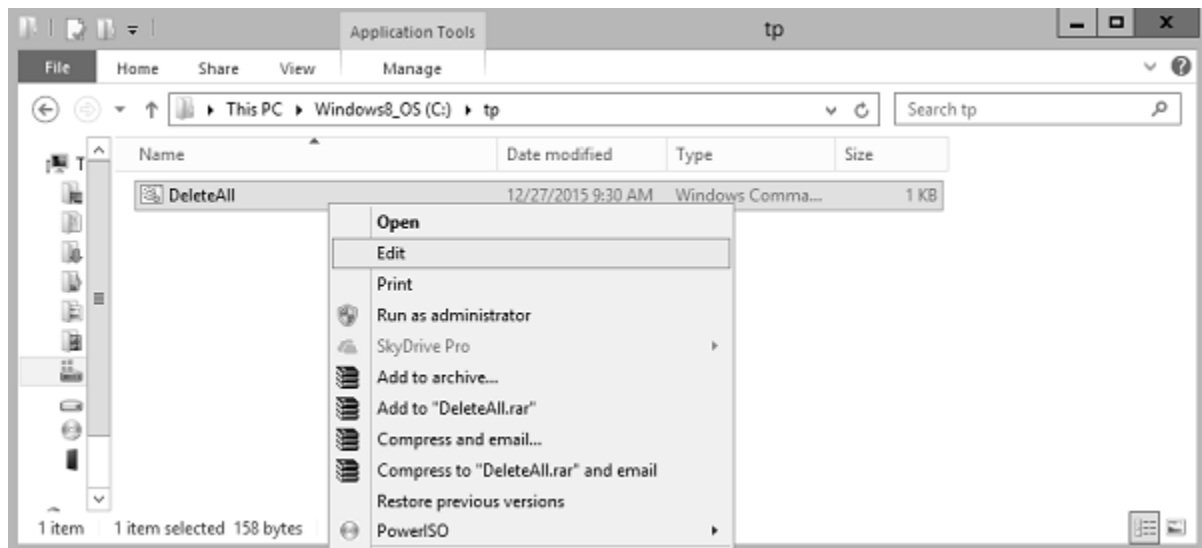 Application Tools
tp
File Home Share View Manage
This PC Windows8_OS (C:) tp
Search tp
T
Name Date modified Type Size
DeleteAll 12/27/2015 9:30 AM Windows Comma... 1 KB
Open
Edit
Print
Run as administrator
SkyDrive Pro
Add to archive...
Add to "DeleteAll.rar"
Compress and email...
Compress to "DeleteAll.rar" and email
Restore previous versions
PowerISO
1 item 1 item selected 158 bytes